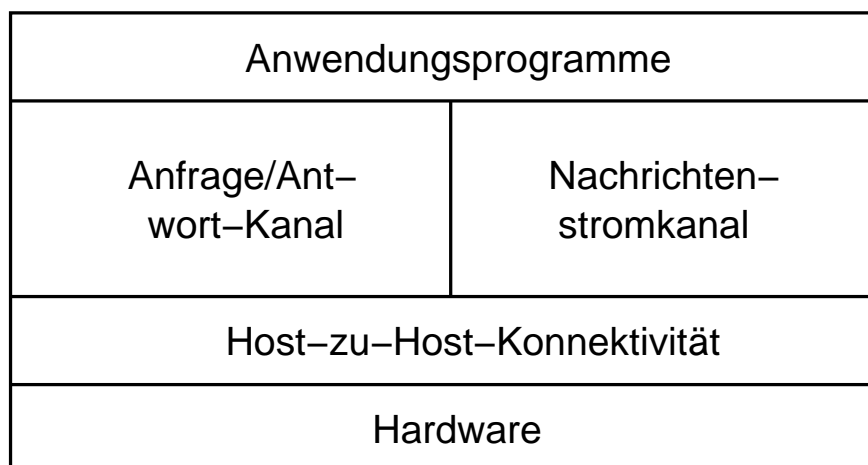 Anwendungsprogramme
Anfrage/Ant–
wort–Kanal
Nachrichten–
stromkanal
Host–zu–Host–Konnektivität
Hardware